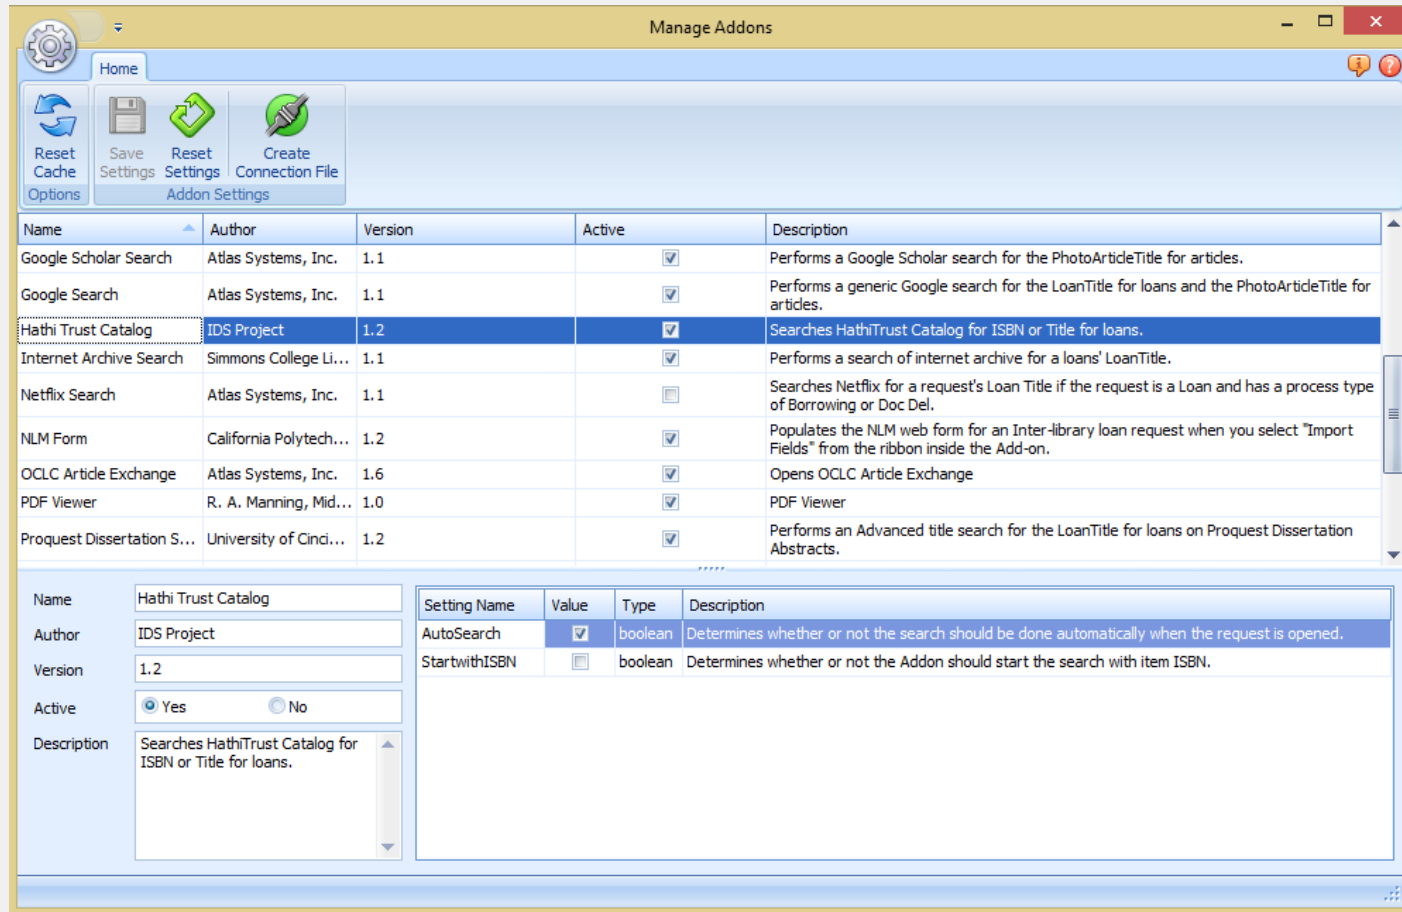 Manage Addons
Home
Reset Cache
Save Settings
Reset Settings
Create Connection File
Options
Addon Settings
Name Author Version Active Description
Google Scholar Search Atlas Systems, Inc. 1.1 Performs a Google Scholar search for the PhotoArticleTitle for articles.
Google Search Atlas Systems, Inc. 1.1 Performs a generic Google search for the LoanTitle for loans and the PhotoArticleTitle for
articles.
Hathi Trust Catalog IDS Project 1.2 Searches HathiTrust Catalog for ISBN or Title for loans.
Internet Archive Search Simmons College Li... 1.1 Performs a search of internet archive for a loans' LoanTitle.
Netflix Search Atlas Systems, Inc. 1.1 Searches Netflix for a request's Loan Title if the request is a Loan and has a process type
of Borrowing or Doc Del.
NLM Form California Polytech... 1.2 Populates the NLM web form for an Inter-library loan request when you select "Import
Fields" from the ribbon inside the Add-on.
OCLC Article Exchange Atlas Systems, Inc. 1.6 Opens OCLC Article Exchange
PDF Viewer R. A. Manning, Mid... 1.0 PDF Viewer
Proquest Dissertation S... University of Cinci... 1.2 Performs an Advanced title search for the LoanTitle for loans on Proquest Dissertation
Abstracts.
Name Hathi Trust Catalog
Author IDS Project
Version 1.2
Active Yes No
Description Searches HathiTrust Catalog for
ISBN or Title for loans.
Setting Name Value Type Description
AutoSearch boolean Determines whether or not the search should be done automatically when the request is opened.
StartwithISBN boolean Determines whether or not the Addon should start the search with item ISBN.